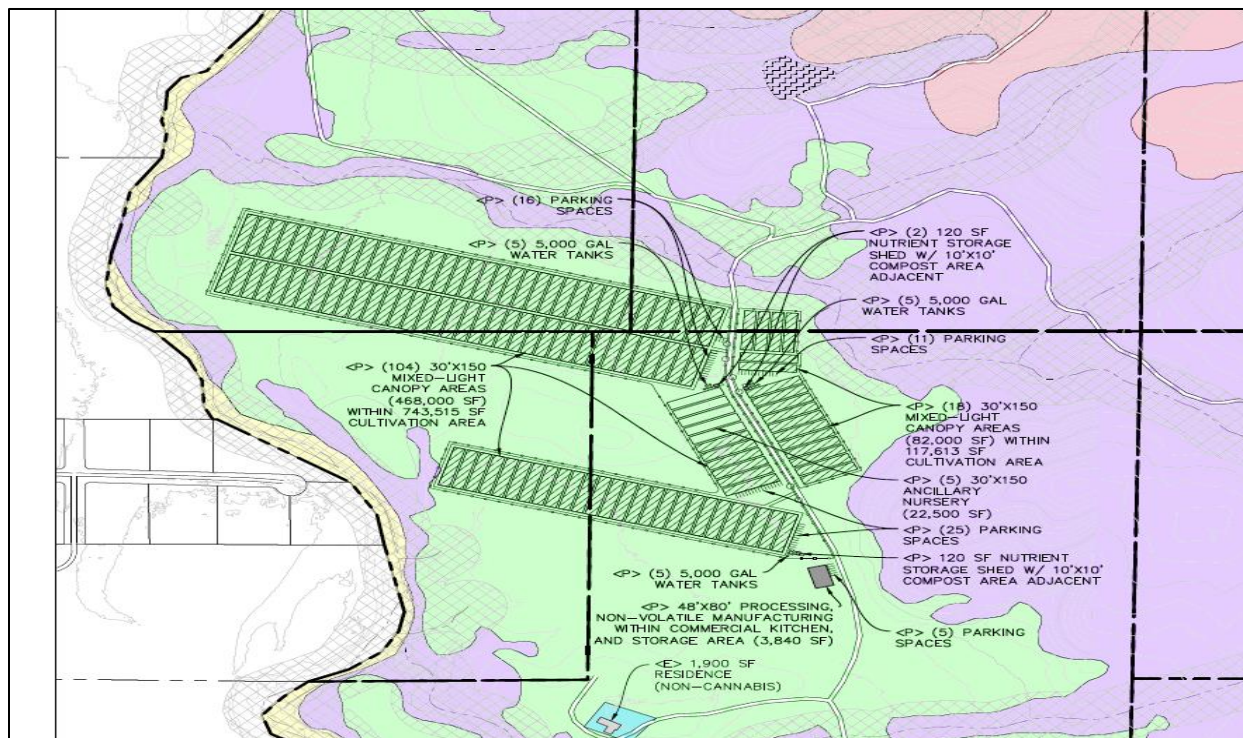 <P> (16) PARKING
SPACES
<P> (5) 5,000 GAL
WATER TANKS
<P> (2) 120 SF
NUTRIENT STORAGE
SHED W/ 10'X10'
COMPOST AREA
ADJACENT
<P> (5) 5,000 GAL
WATER TANKS
<P> (11) PARKING
SPACES
<P> (104) 30'X150
MIXED-LIGHT
CANOPY AREAS
(468,000 SF)
WITHIN 743,515 SF
CULTIVATION AREA
<P> (18) 30'X150
MIXED-LIGHT
CANOPY AREAS
(82,000 SF) WITHIN
117,613 SF
CULTIVATION AREA
<P> (5) 30'X150
ANCILLARY
NURSERY
(22,500 SF)
<P> (25) PARKING
SPACES
<P> 120 SF NUTRIENT
STORAGE SHED W/ 10'X10'
COMPOST AREA ADJACENT
<P> (5) 5,000 GAL
WATER TANKS
<P> 48'X80' PROCESSING,
NON-VOLATILE MANUFACTURING
WITHIN COMMERCIAL KITCHEN,
AND STORAGE AREA (3,840 SF)
<P> (5) PARKING
SPACES
<E> 1,900 SF
RESIDENCE
(NON-CANNABIS)